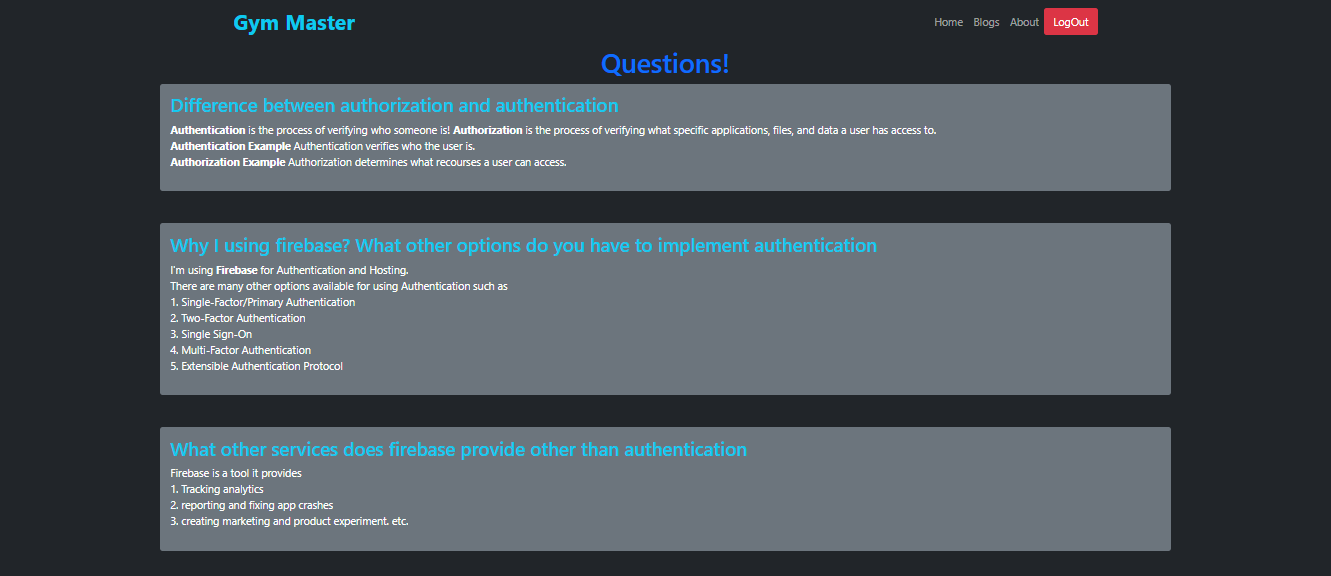 Gym Master
Home Blogs About LogOut
Questions!
Difference between authorization and authentication
Authentication is the process of verifying who someone is! Authorization is the process of verifying what specific applications, files, and data a user has access to.
Authentication Example Authentication verifies who the user is.
Authorization Example Authorization determines what recourses a user can access.
Why I using firebase? What other options do you have to implement authentication
I'm using Firebase for Authentication and Hosting.
There are many other options available for using Authentication such as
1. Single-Factor/Primary Authentication
2. Two-Factor Authentication
3. Single Sign-On
4. Multi-Factor Authentication
5. Extensible Authentication Protocol
What other services does firebase provide other than authentication
Firebase is a tool it provides
1. Tracking analytics
2. reporting and fixing app crashes
3. creating marketing and product experiment. etc.